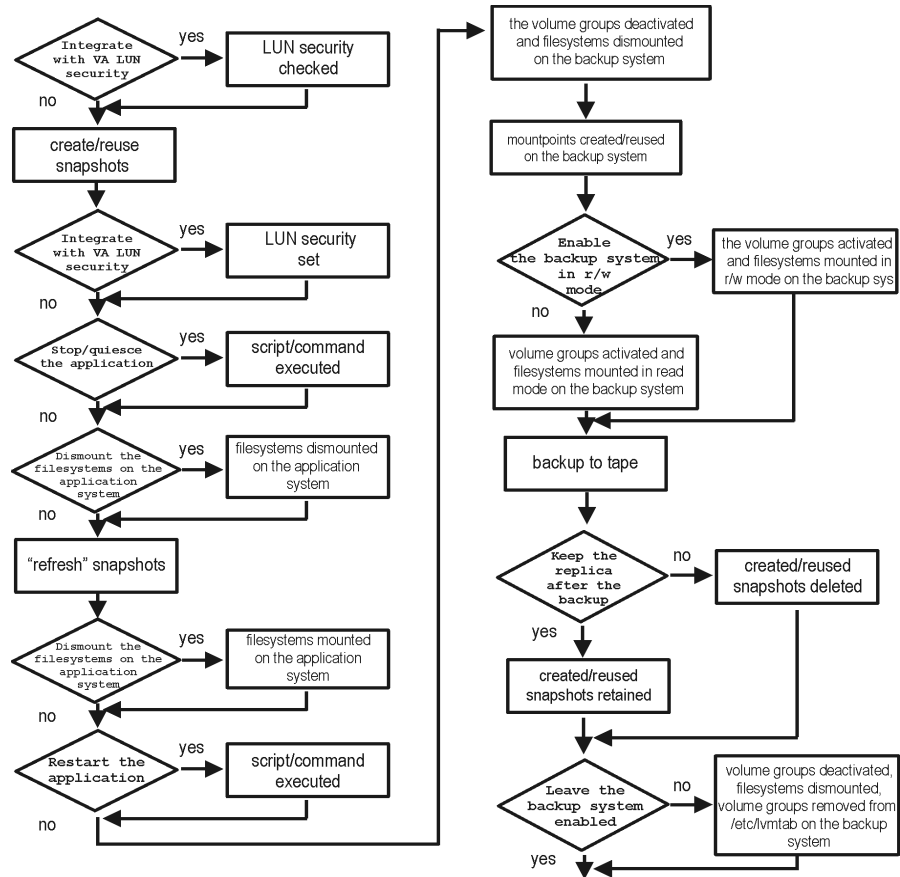 Integrate
with VA LUN
security
yes
LUN security
checked
no
create/reuse
snapshots
Integrate
with VA LUN
security
yes
LUN security
set
no
Stop/quiesce
the application
yes
script/command
executed
no
Dismount the
filesystems on the
application
system
yes
filesystems dismounted
on the application
system
no
“refresh” snapshots
Dismount the
filesystems on the
application
system
yes
filesystems mounted
on the application
system
no
Restart the
application
yes
script/command
executed
no
the volume groups deactivated
and filesystems dismounted
on the backup system
mountpoints created/reused
on the backup system
Enable
the backup system
in r/w
mode
yes
the volume groups activated
and filesystems mounted in
r/w mode on the backup sys
no
volume groups activated and
filesystems mounted in read
mode on the backup system
backup to tape
Keep the
replica
after the
backup
no
created/reused
snapshots deleted
yes
created/reused
snapshots retained
Leave the
backup system
enabled
no
volume groups deactivated,
filesystems dismounted,
volume groups removed from
/etc/lvmtab on the backup
system
yes